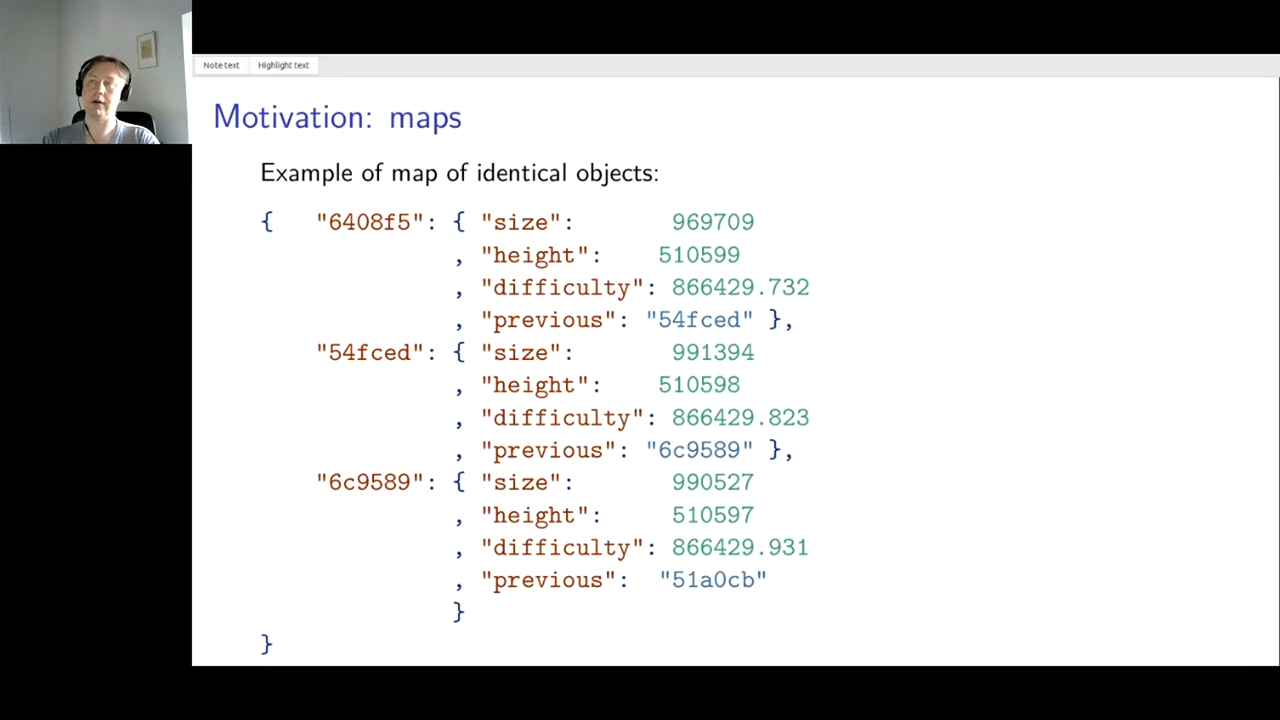 Note text Highlight text
Motivation: maps
Example of map of identical objects:
{ "6408f5": { "size": 969709
, "height": 510599
, "difficulty": 866429.732
, "previous": "54fced" },
"54fced": { "size": 991394
, "height": 510598
, "difficulty": 866429.823
, "previous": "6c9589" },
"6c9589": { "size": 990527
, "height": 510597
, "difficulty": 866429.931
, "previous": "51a0cb"
}
}